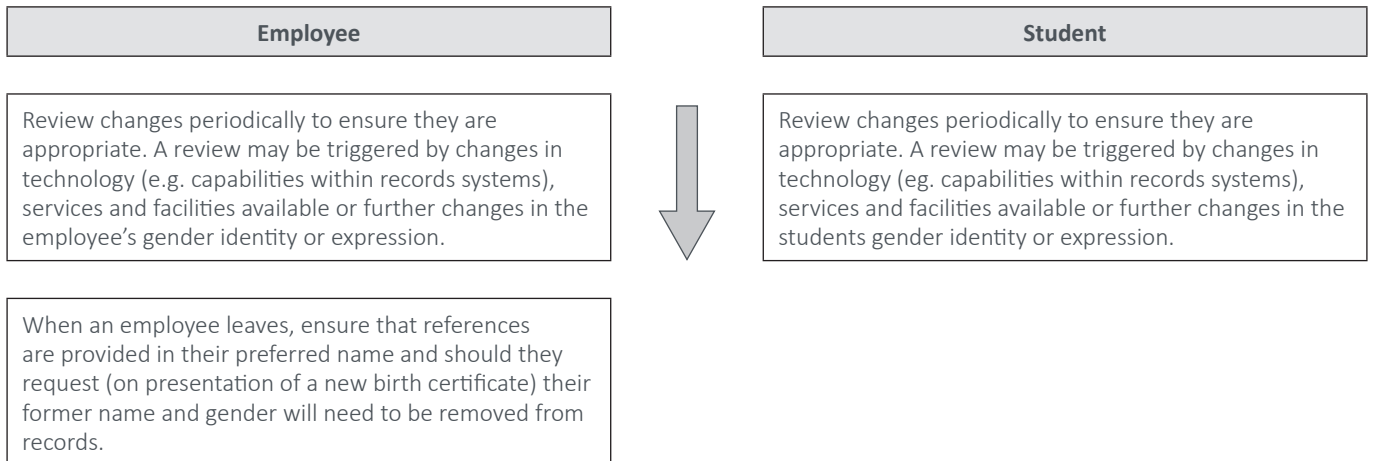 Employee
Student
Review changes periodically to ensure they are
appropriate. A review may be triggered by changes in
technology (e.g. capabilities within records systems),
services and facilities available or further changes in the
employee's gender identity or expression.
Review changes periodically to ensure they are
appropriate. A review may be triggered by changes in
technology (eg. capabilities within records systems),
services and facilities available or further changes in the
students gender identity or expression.
When an employee leaves, ensure that references
are provided in their preferred name and should they
request (on presentation of a new birth certificate) their
former name and gender will need to be removed from
records.